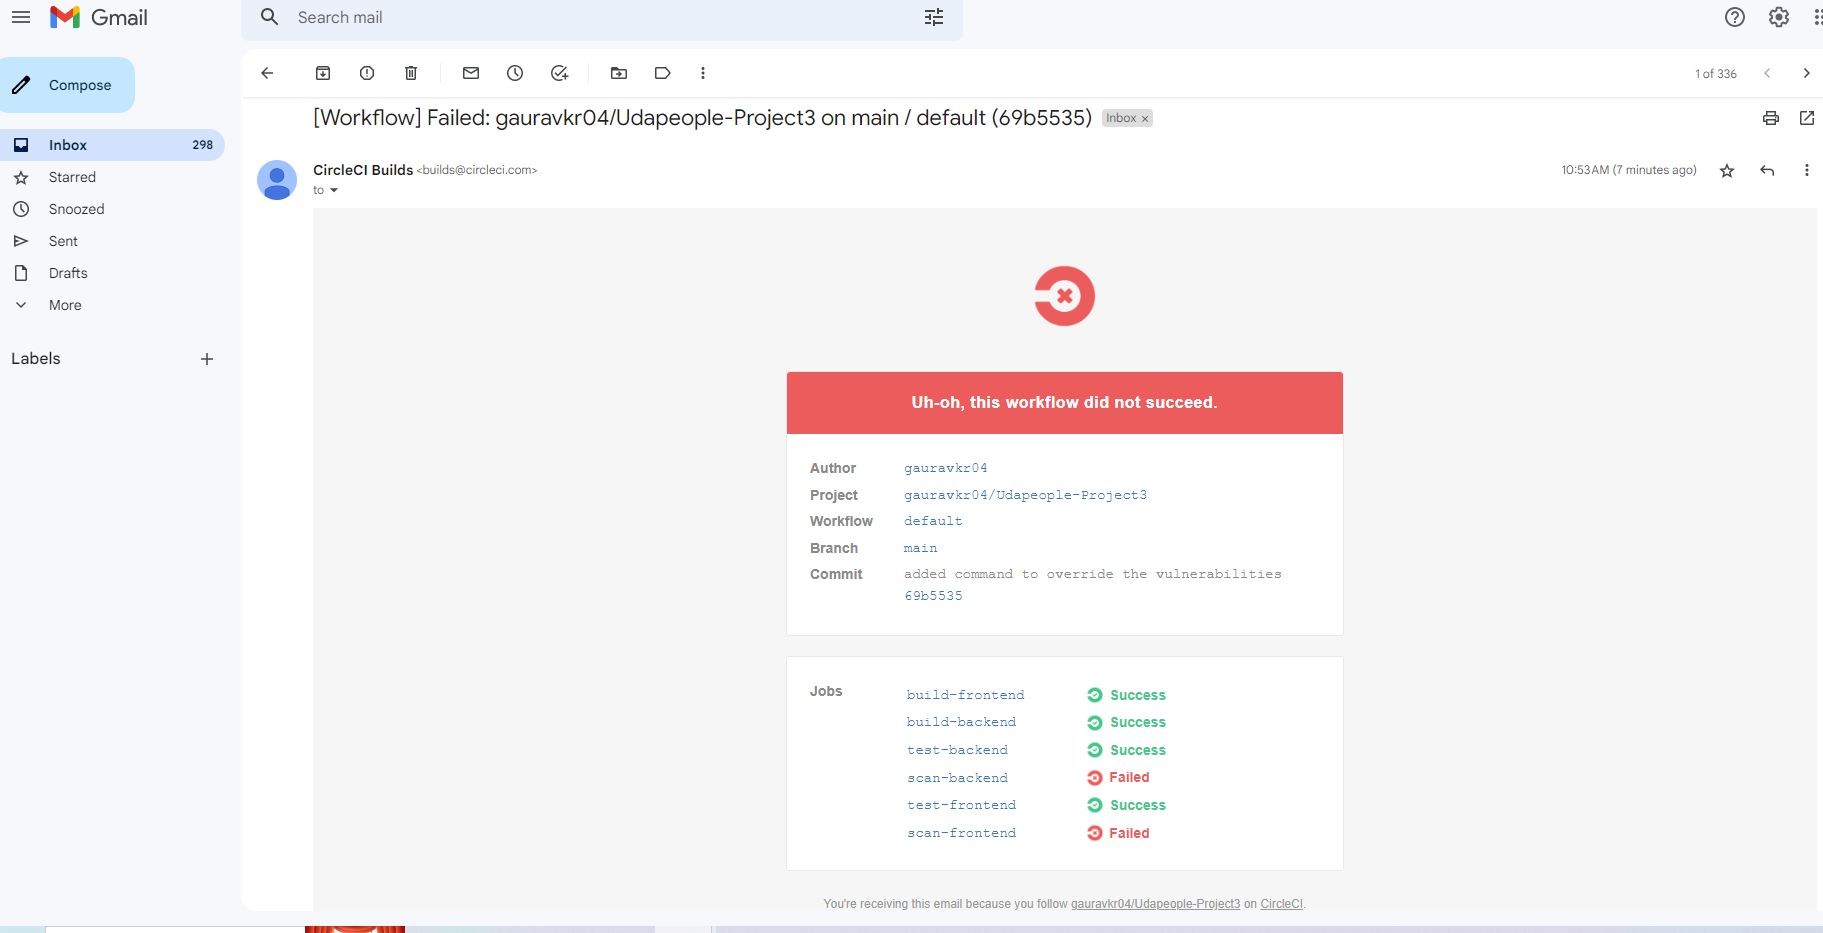 Gmail
Search mail
Compose
1 of 336
[Workflow] Failed: gauravkr04/Udapeople-Project3 on main / default (69b5535)
Inbox ×
Inbox 298
Starred
Snoozed
Sent
Drafts
More
Labels
CircleCI Builds <builds@circleci.com>
10:53 AM (7 minutes ago)
to
Uh-oh, this workflow did not succeed.
Author gauravkr04
Project gauravkr04/Udapeople-Project3
Workflow default
Branch main
Commit added command to override the vulnerabilities
69b5535
Jobs build-frontend Success
build-backend Success
test-backend Success
scan-backend Failed
test-frontend Success
scan-frontend Failed
You're receiving this email because you follow gauravkr04/Udapeople-Project3 on CircleCI.